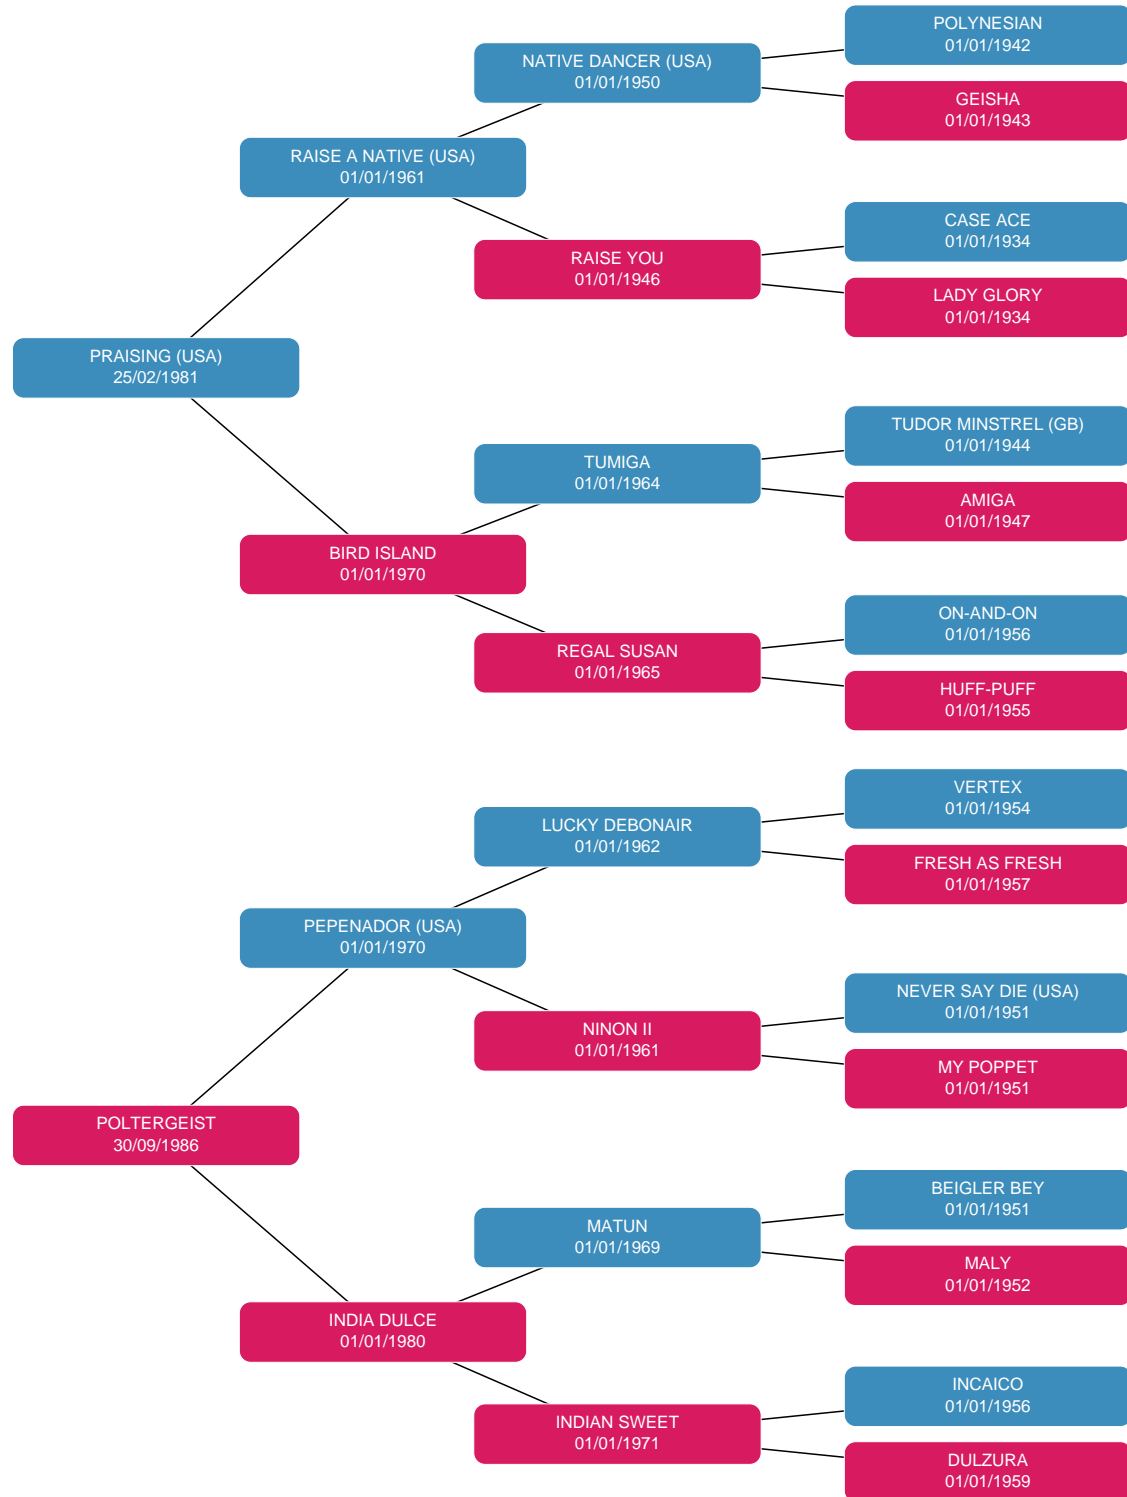 POLYNESIAN
01/01/1942
NATIVE DANCER (USA)
01/01/1950
GEISHA
01/01/1943
RAISE A NATIVE (USA)
01/01/1961
CASE ACE
01/01/1934
RAISE YOU
01/01/1946
LADY GLORY
01/01/1934
PRAISING (USA)
25/02/1981
TUDOR MINSTREL (GB)
01/01/1944
TUMIGA
01/01/1964
AMIGA
01/01/1947
BIRD ISLAND
01/01/1970
ON-AND-ON
01/01/1956
REGAL SUSAN
01/01/1965
HUFF-PUFF
01/01/1955
VERTEX
01/01/1954
LUCKY DEBONAIR
01/01/1962
FRESH AS FRESH
01/01/1957
PEPENADOR (USA)
01/01/1970
NEVER SAY DIE (USA)
01/01/1951
NINON II
01/01/1961
MY POPPET
01/01/1951
POLTERGEIST
30/09/1986
BEIGLER BEY
01/01/1951
MATUN
01/01/1969
MALY
01/01/1952
INDIA DULCE
01/01/1980
INCAICO
01/01/1956
INDIAN SWEET
01/01/1971
DULZURA
01/01/1959